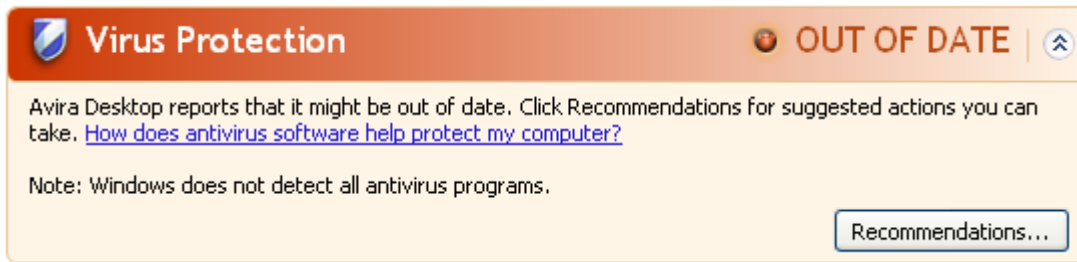 Virus Protection OUT OF DATE
Avira Desktop reports that it might be out of date. Click Recommendations for suggested actions you can
take. How does antivirus software help protect my computer?
Note: Windows does not detect all antivirus programs.
Recommendations...